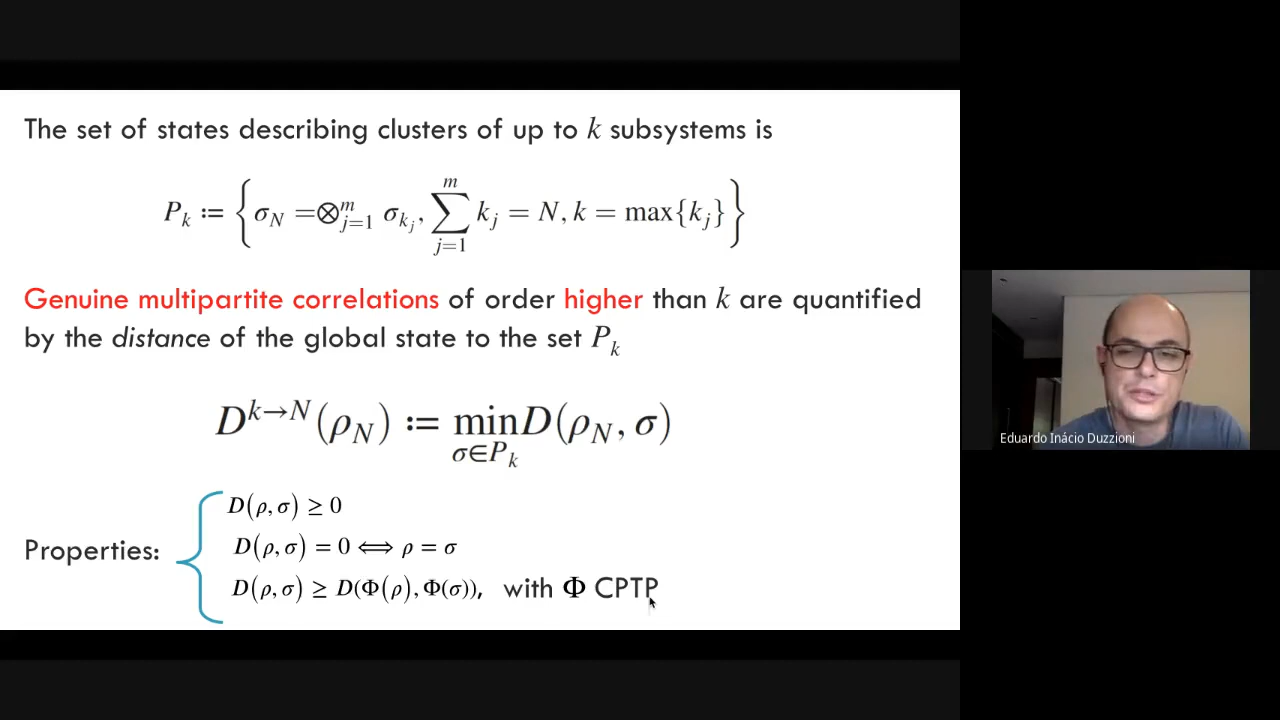 The set of states describing clusters of up to k subsystems is
P_k := { σ_N = ⊗_{j=1}^m σ_{k_j}, ∑_{j=1}^m k_j = N, k = max{k_j} }
Genuine multipartite correlations of order higher than k are quantified
by the distance of the global state to the set P_k
D^{k→N}(ρ_N) := min_{σ∈P_k} D(ρ_N, σ)
Properties:
D(ρ, σ) ≥ 0
D(ρ, σ) = 0 ⟺ ρ = σ
D(ρ, σ) ≥ D(Φ(ρ), Φ(σ)), with Φ CPTP
Eduardo Inácio Duzzioni